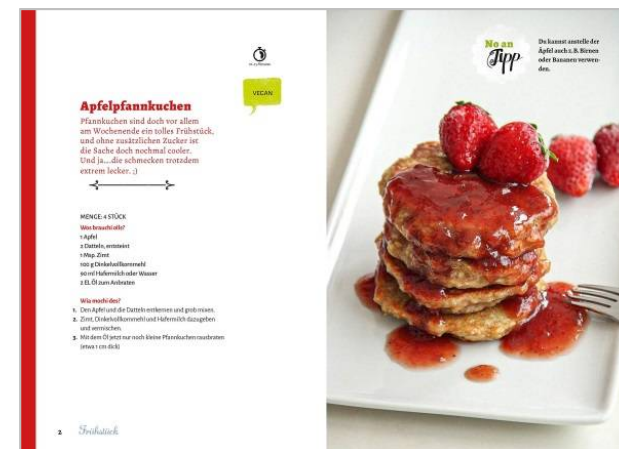 VEGAN
Apfelpfannkuchen
Pfannkuchen sind doch vor allem
am Wochenende ein tolles Frühstück,
und ohne zusätzlichen Zucker ist
die Sache doch nochmal cooler.
Und ja....die schmecken trotzdem
extrem lecker. ;)
MENGE: 4 STÜCK
Was brauchi alls?
1 Apfel
2 Datteln, entsteint
1 Msp. Zimt
100 g Dinkelvollkornmehl
90 ml Hafermilch oder Wasser
2 EL Öl zum Anbraten
Wia mochi des?
1. Den Apfel und die Datteln entkernen und grob mixen.
2. Zimt, Dinkelvollkornmehl und Hafermilch dazugeben
und vermischen.
3. Mit dem Öl jetzt nur noch kleine Pfannkuchen rausbraten
(etwa 1 cm dick)
2 Frühstück
No an
Tipp
Du kannst anstelle der
Äpfel auch z.B. Birnen
oder Bananen verwen-
den.